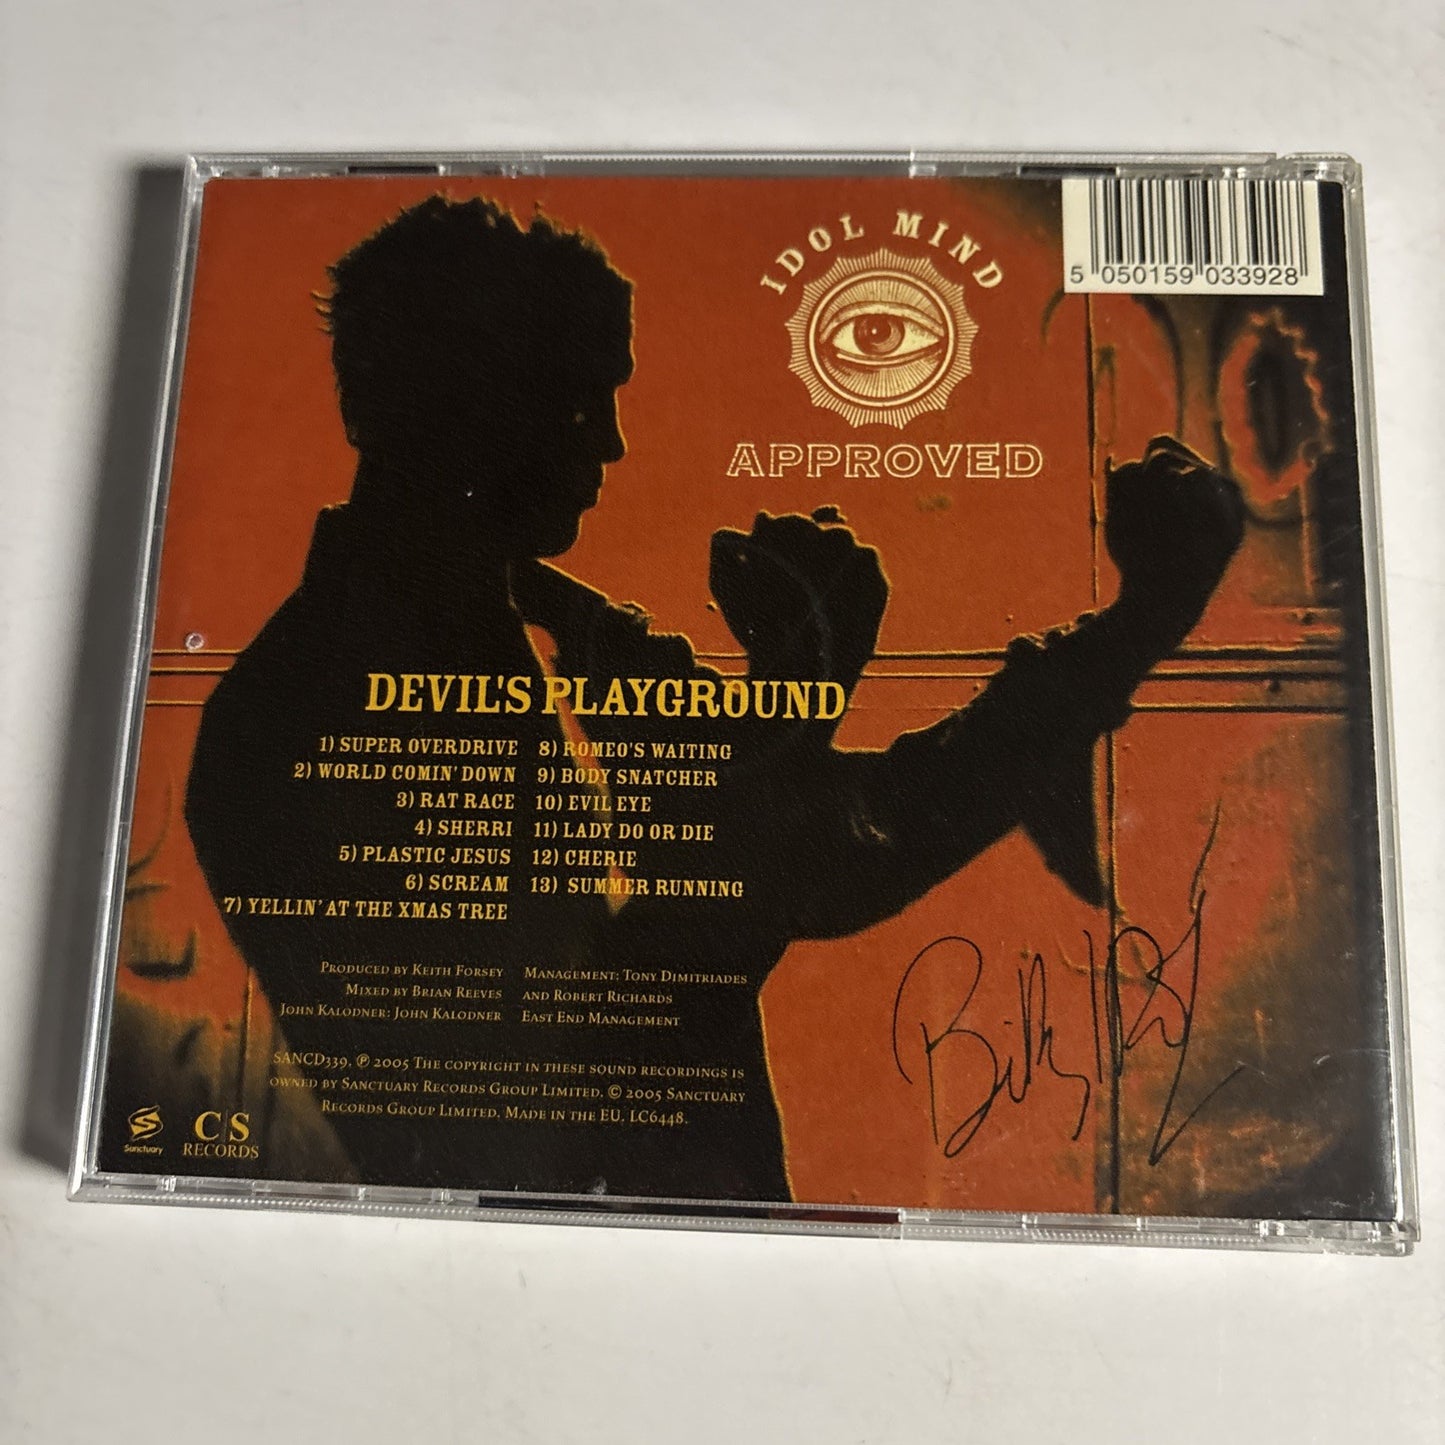 IDOL MIND
APPROVED
5 050159 033928
DEVIL'S PLAYGROUND
1) SUPER OVERDRIVE
2) WORLD COMIN' DOWN
3) RAT RACE
4) SHERRI
5) PLASTIC JESUS
6) SCREAM
7) YELLIN' AT THE XMAS TREE
8) ROMEO'S WAITING
9) BODY SNATCHER
10) EVIL EYE
11) LADY DO OR DIE
12) CHERIE
13) SUMMER RUNNING
PRODUCED BY KEITH FORSEY
MIXED BY BRIAN REEVES
JOHN KALODNER: JOHN KALODNER
MANAGEMENT: TONY DIMITRIADES
AND ROBERT RICHARDS
EAST END MANAGEMENT
SANCD339. ℗ 2005 THE COPYRIGHT IN THESE SOUND RECORDINGS IS
OWNED BY SANCTUARY RECORDS GROUP LIMITED. © 2005 SANCTUARY
RECORDS GROUP LIMITED. MADE IN THE EU. LC6448.
Sanctuary
C|S
RECORDS
Billy Idol